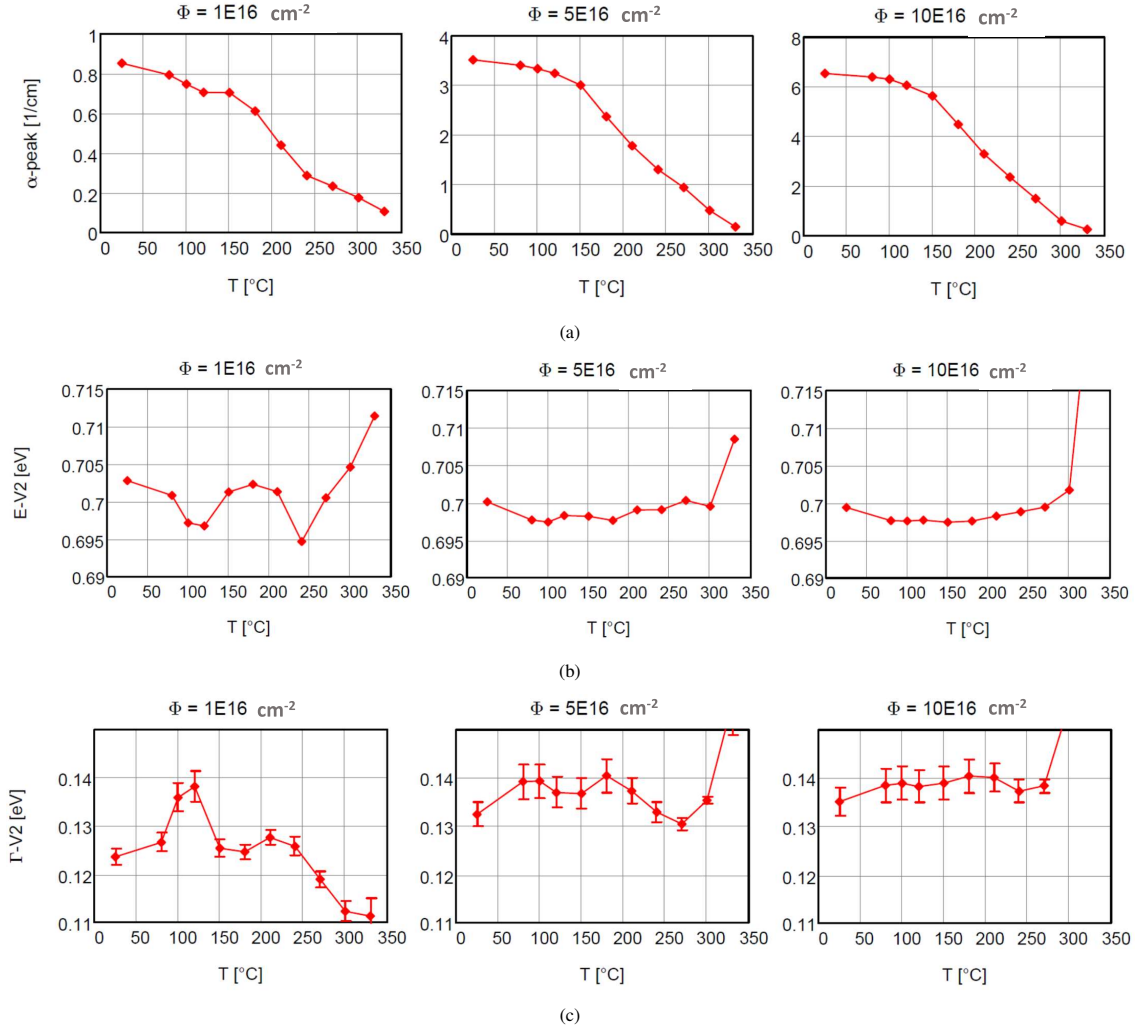 Φ = 1E16 cm⁻² Φ = 5E16 cm⁻² Φ = 10E16 cm⁻²
1 4 8
0.8 3 6
0.6
α-peak [1/cm]
2 4
0.4
0.2 1 2
0 0 0
0 50 100 150 200 250 300 350 0 50 100 150 200 250 300 350 0 50 100 150 200 250 300 350
T [°C] T [°C] T [°C]
(a)
Φ = 1E16 cm⁻² Φ = 5E16 cm⁻² Φ = 10E16 cm⁻²
0.715 0.715 0.715
0.71 0.71 0.71
0.705 0.705 0.705
E-V2 [eV]
0.7 0.7 0.7
0.695 0.695 0.695
0.69 0.69 0.69
0 50 100 150 200 250 300 350 0 50 100 150 200 250 300 350 0 50 100 150 200 250 300 350
T [°C] T [°C] T [°C]
(b)
Φ = 1E16 cm⁻² Φ = 5E16 cm⁻² Φ = 10E16 cm⁻²
0.14 0.14 0.14
0.13 0.13 0.13
Γ-V2 [eV]
0.12 0.12 0.12
0.11 0.11 0.11
0 50 100 150 200 250 300 350 0 50 100 150 200 250 300 350 0 50 100 150 200 250 300 350
T [°C] T [°C] T [°C]
(c)